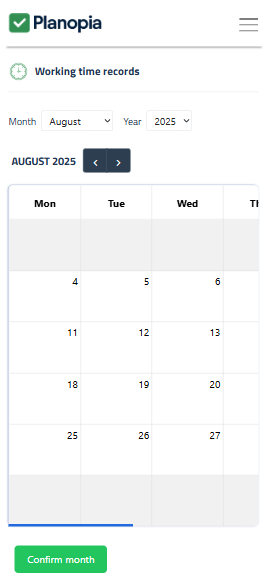 Planopia
Working time records
Month August Year 2025
AUGUST 2025
Mon Tue Wed
4 5 6
11 12 13
18 19 20
25 26 27
Confirm month